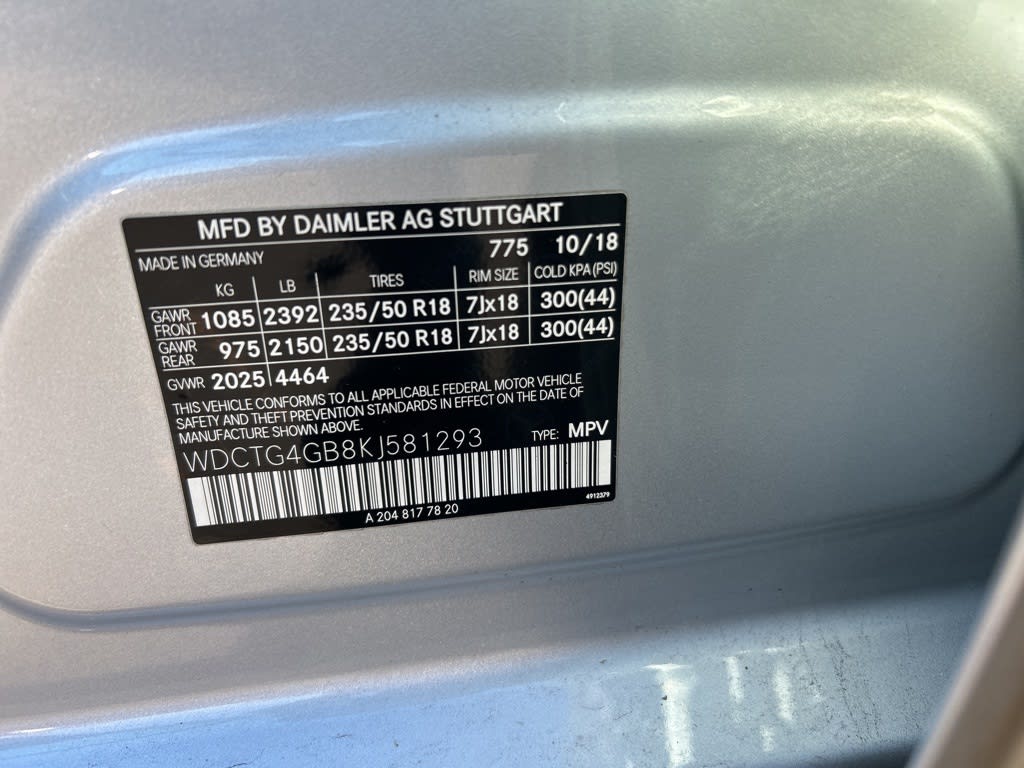 MFD BY DAIMLER AG STUTTGART
MADE IN GERMANY 775 10/18
KG LB TIRES RIM SIZE COLD KPA (PSI)
GAWR FRONT 1085 2392 235/50 R18 7Jx18 300(44)
GAWR REAR 975 2150 235/50 R18 7Jx18 300(44)
GVWR 2025 4464
THIS VEHICLE CONFORMS TO ALL APPLICABLE FEDERAL MOTOR VEHICLE
SAFETY AND THEFT PREVENTION STANDARDS IN EFFECT ON THE DATE OF
MANUFACTURE SHOWN ABOVE.
WDCTG4GB8KJ581293 TYPE: MPV
4912379
A 204 817 78 20